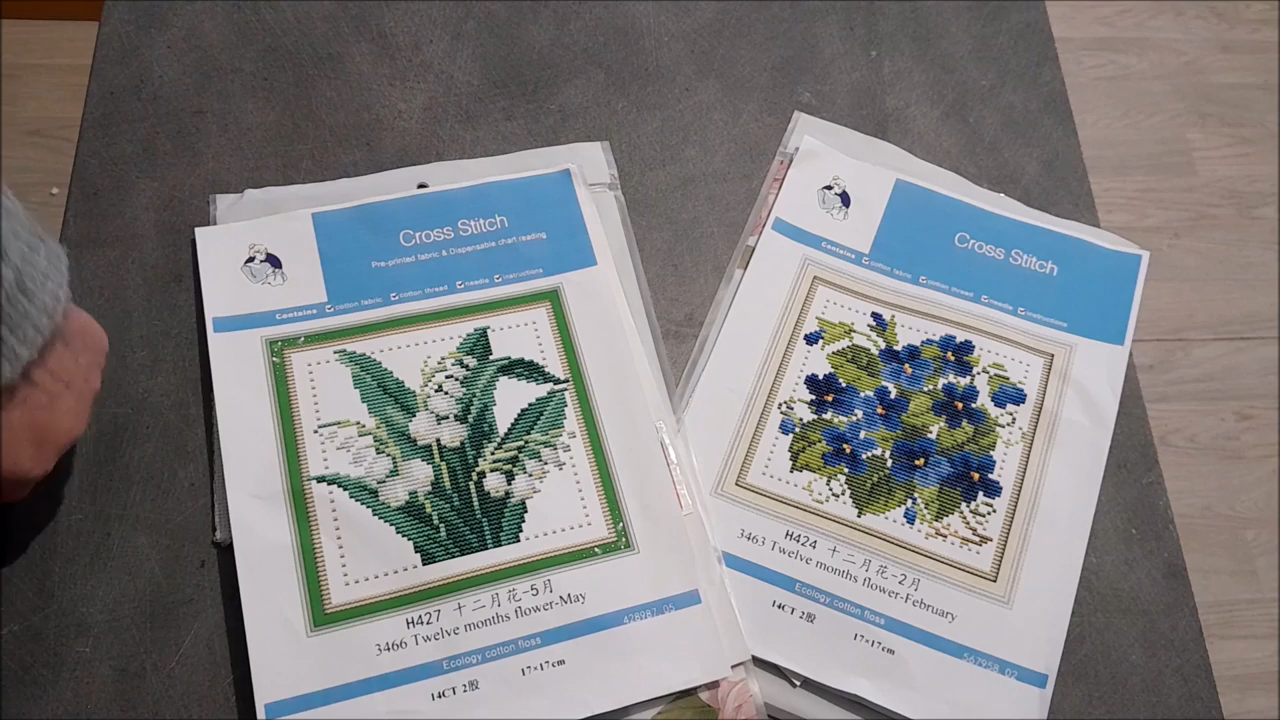 Cross Stitch
Pre-printed fabric & Dispensable chart reading
Contains cotton fabric cotton thread needle instructions
H427 十二月花-5月
3466 Twelve months flower-May
Ecology cotton floss
428987.05
14CT 2股 17×17cm
Cross Stitch
Contains cotton fabric cotton thread needle instructions
H424 十二月花-2月
3463 Twelve months flower-February
Ecology cotton floss
567958.02
14CT 2股 17×17cm